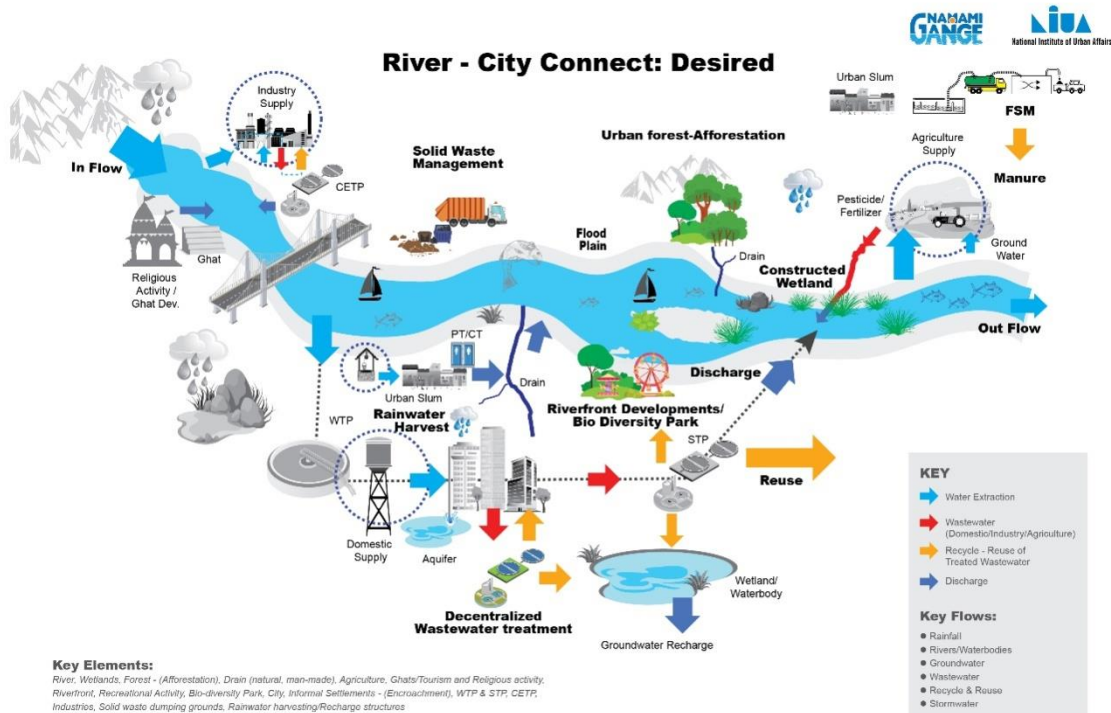 NAMAMI
GANGE
NIUA
National Institute of Urban Affairs
River - City Connect: Desired
Urban Slum
FSM
Manure
Industry
Supply
In Flow
CETP
Solid Waste
Management
Urban forest-Afforestation
Agriculture
Supply
Pesticide/
Fertilizer
Ground
Water
Ghat
Religious
Activity /
Ghat Dev.
Flood
Plain
Drain
Constructed
Wetland
Out Flow
PT/CT
Urban Slum
Drain
Discharge
Rainwater
Harvest
Riverfront Developments/
Bio Diversity Park
WTP
STP
Reuse
Domestic
Supply
Aquifer
Decentralized
Wastewater treatment
Wetland/
Waterbody
Groundwater Recharge
KEY
Water Extraction
Wastewater
(Domestic/Industry/Agriculture)
Recycle - Reuse of
Treated Wastewater
Discharge
Key Flows:
● Rainfall
● Rivers/Waterbodies
● Groundwater
● Wastewater
● Recycle & Reuse
● Stormwater
Key Elements:
River, Wetlands, Forest - (Afforestation), Drain (natural, man-made), Agriculture, Ghats/Tourism and Religious activity,
Riverfront, Recreational Activity, Bio-diversity Park, City, Informal Settlements - (Encroachment), WTP & STP, CETP,
Industries, Solid waste dumping grounds, Rainwater harvesting/Recharge structures